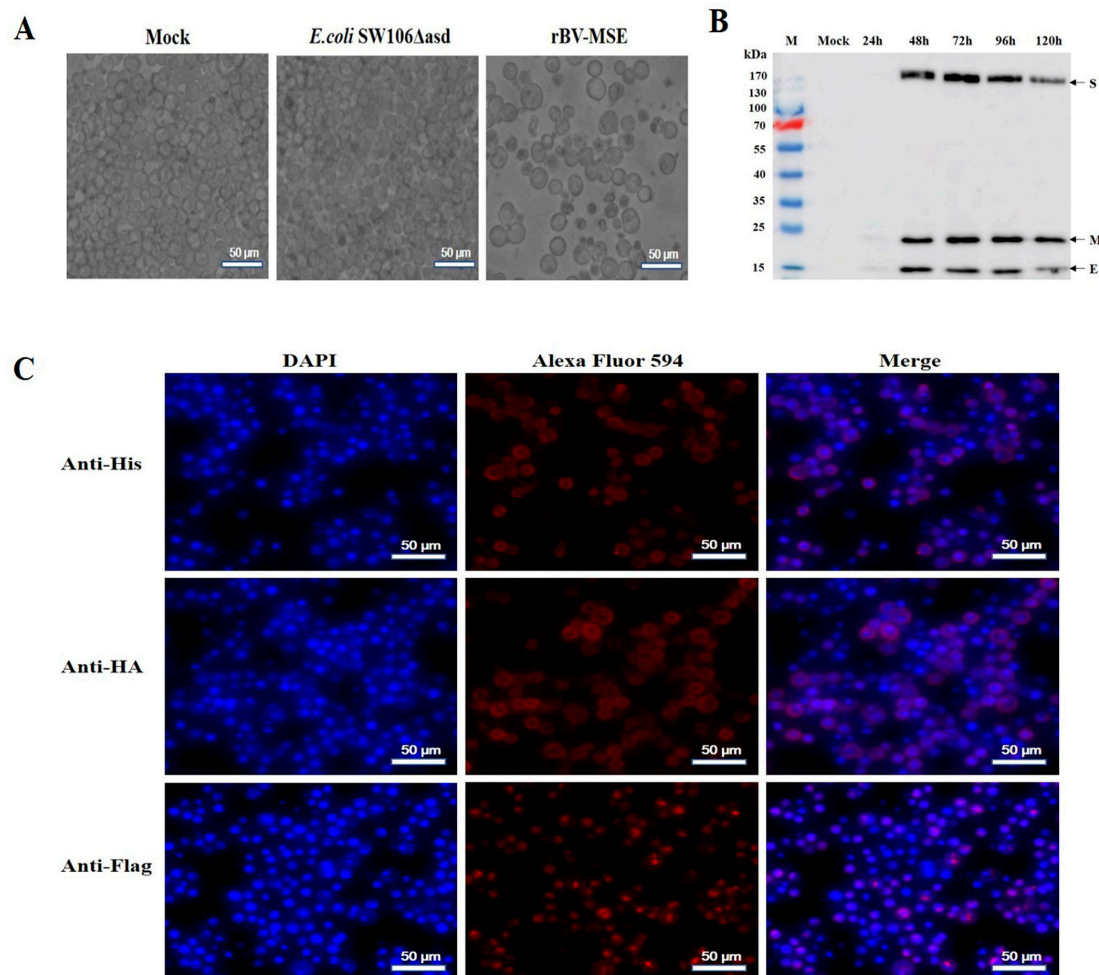 A
Mock
E.coli SW106Δasd
rBV-MSE
50 μm
50 μm
50 μm
B
kDa
M Mock 24h 48h 72h 96h 120h
170
130
100
70
55
40
35
25
15
S
M
E
C
DAPI
Alexa Fluor 594
Merge
Anti-His
50 μm
50 μm
50 μm
Anti-HA
50 μm
50 μm
50 μm
Anti-Flag
50 μm
50 μm
50 μm